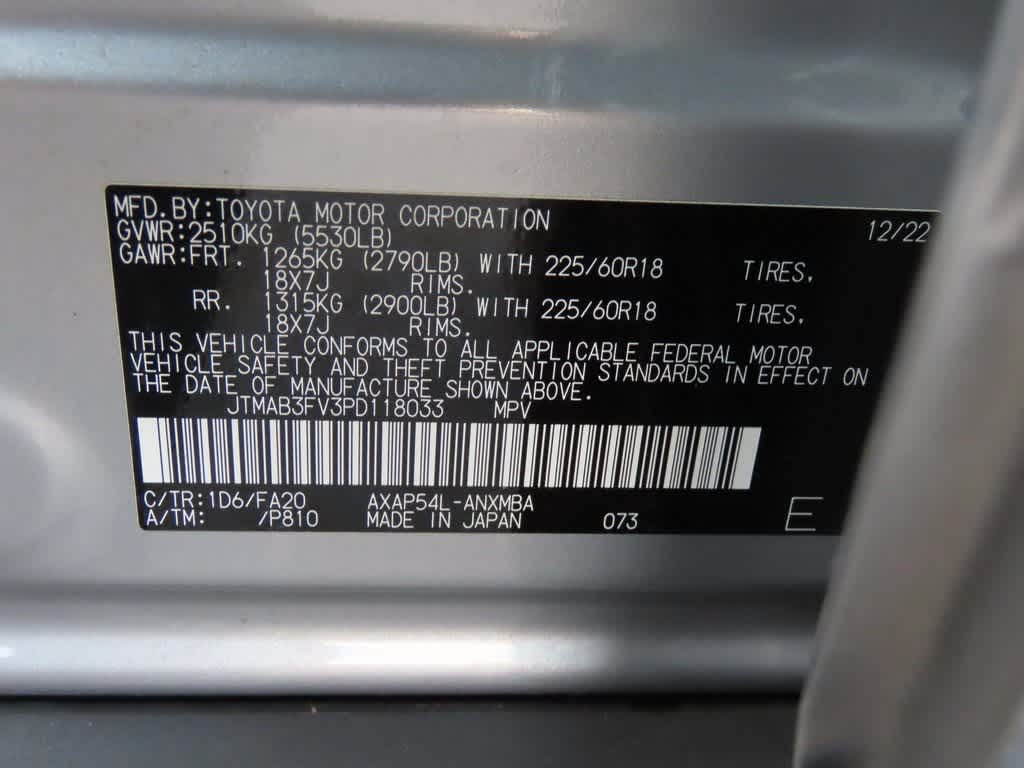 MFD.BY:TOYOTA MOTOR CORPORATION 12/22
GVWR:2510KG (5530LB)
GAWR:FRT. 1265KG (2790LB) WITH 225/60R18 TIRES.
18X7J RIMS.
RR. 1315KG (2900LB) WITH 225/60R18 TIRES.
18X7J RIMS.
THIS VEHICLE CONFORMS TO ALL APPLICABLE FEDERAL MOTOR
VEHICLE SAFETY AND THEFT PREVENTION STANDARDS IN EFFECT ON
THE DATE OF MANUFACTURE SHOWN ABOVE.
JTMAB3FV3PD118033 MPV
C/TR:1D6/FA20 AXAP54L-ANXMBA
A/TM: /P810 MADE IN JAPAN 073 E